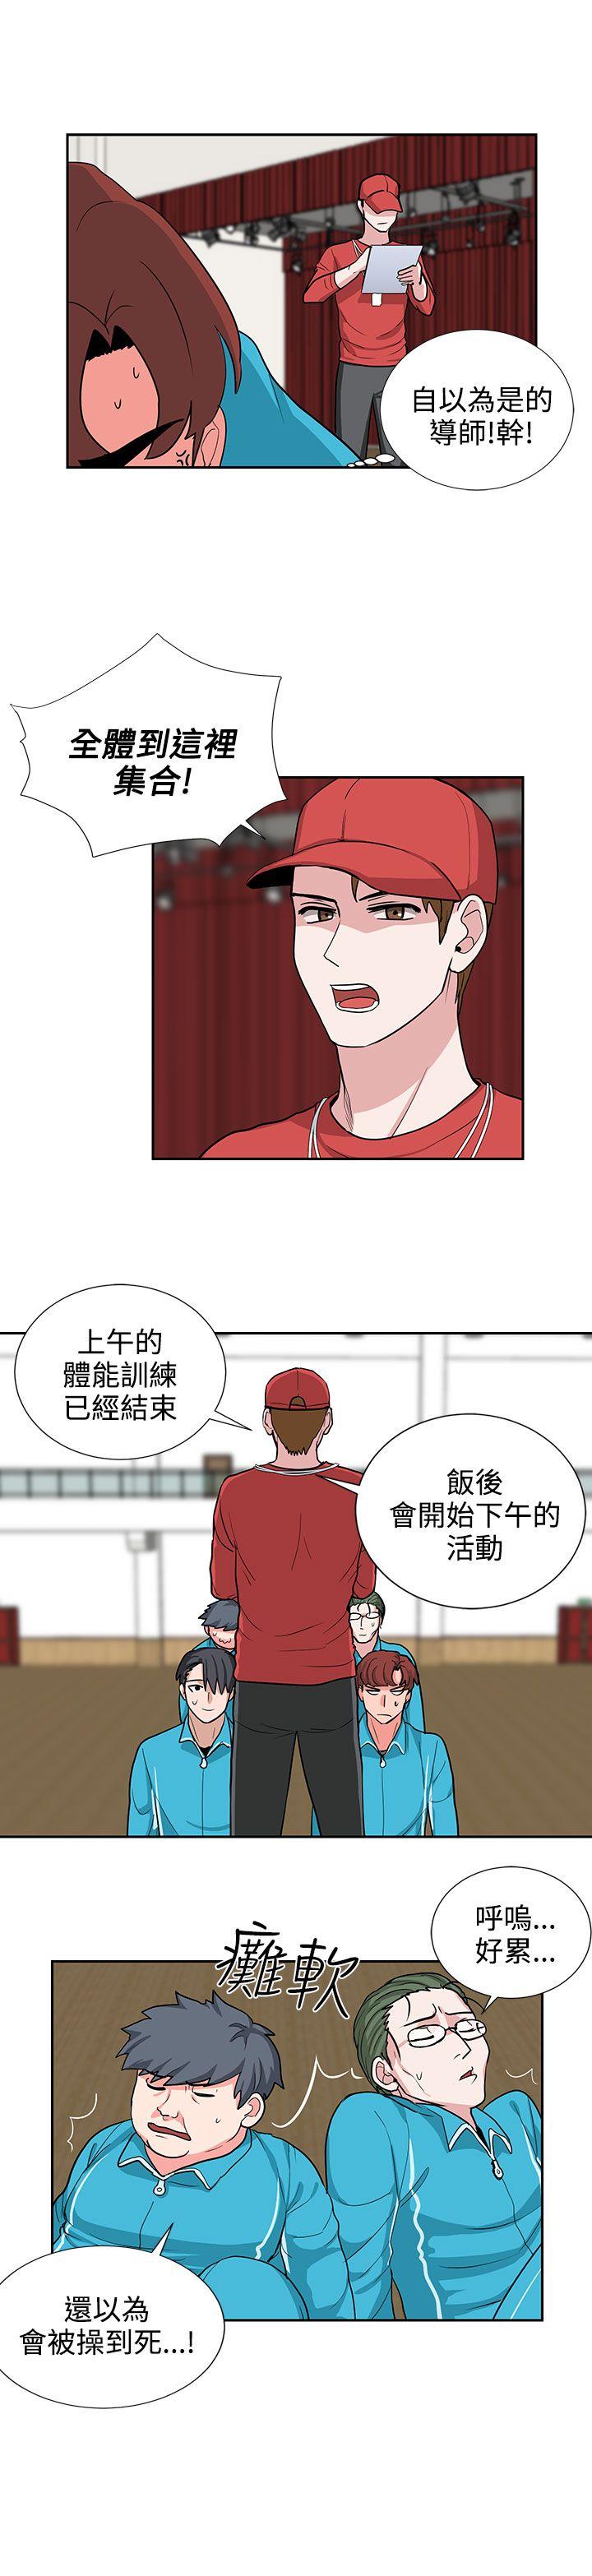 自以為是的
導師!幹!
全體到這裡
集合!
上午的
體能訓練
已經結束
飯後
會開始下午的
活動
呼嗚...
好累...
癱軟
還以為
會被操到死...!